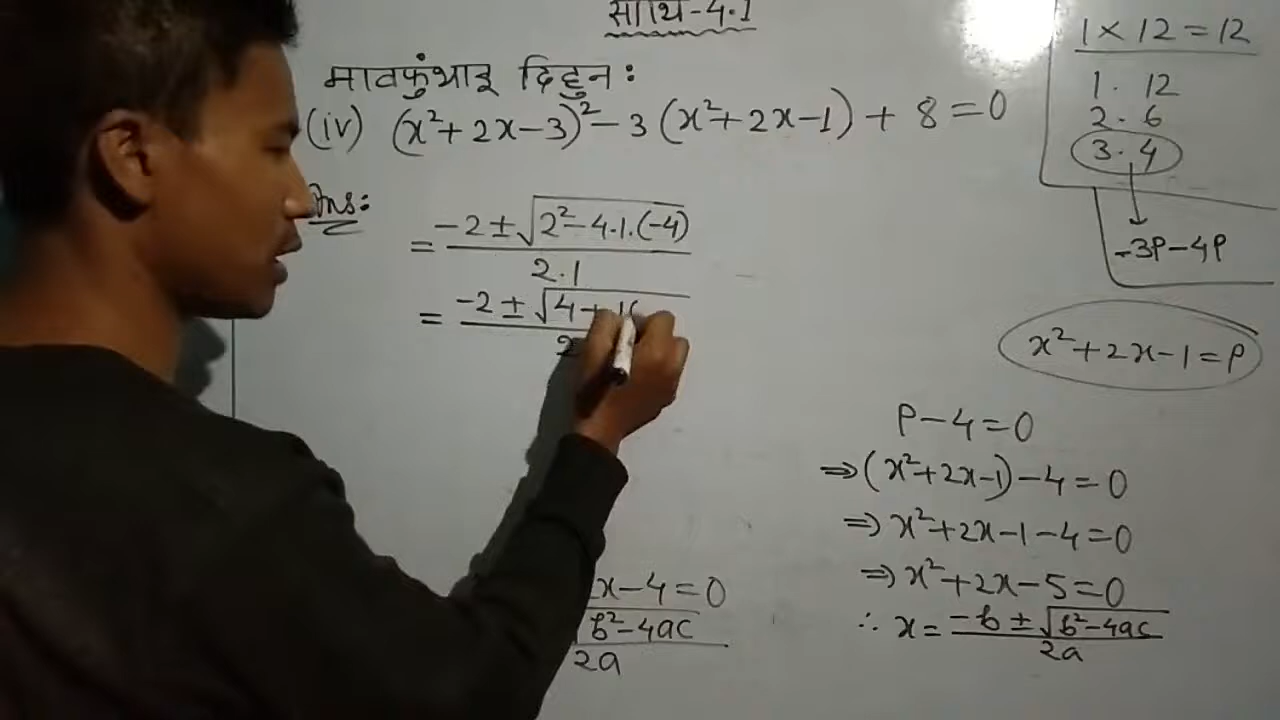 सााथि-4.1
मावफुंथाइ दिहुन :
(iv) (x²+2x-3)²-3(x²+2x-1)+8=0
Ans:
= -2±√2²-4.1.(-4) / 2.1
= -2±√4+16 / 2
x-4=0
√b²-4ac / 2a
1×12=12
1. 12
2. 6
3. 4
-3p-4p
x²+2x-1=p
p-4=0
⇒(x²+2x-1)-4=0
⇒x²+2x-1-4=0
⇒x²+2x-5=0
∴ x= -b±√b²-4ac / 2a